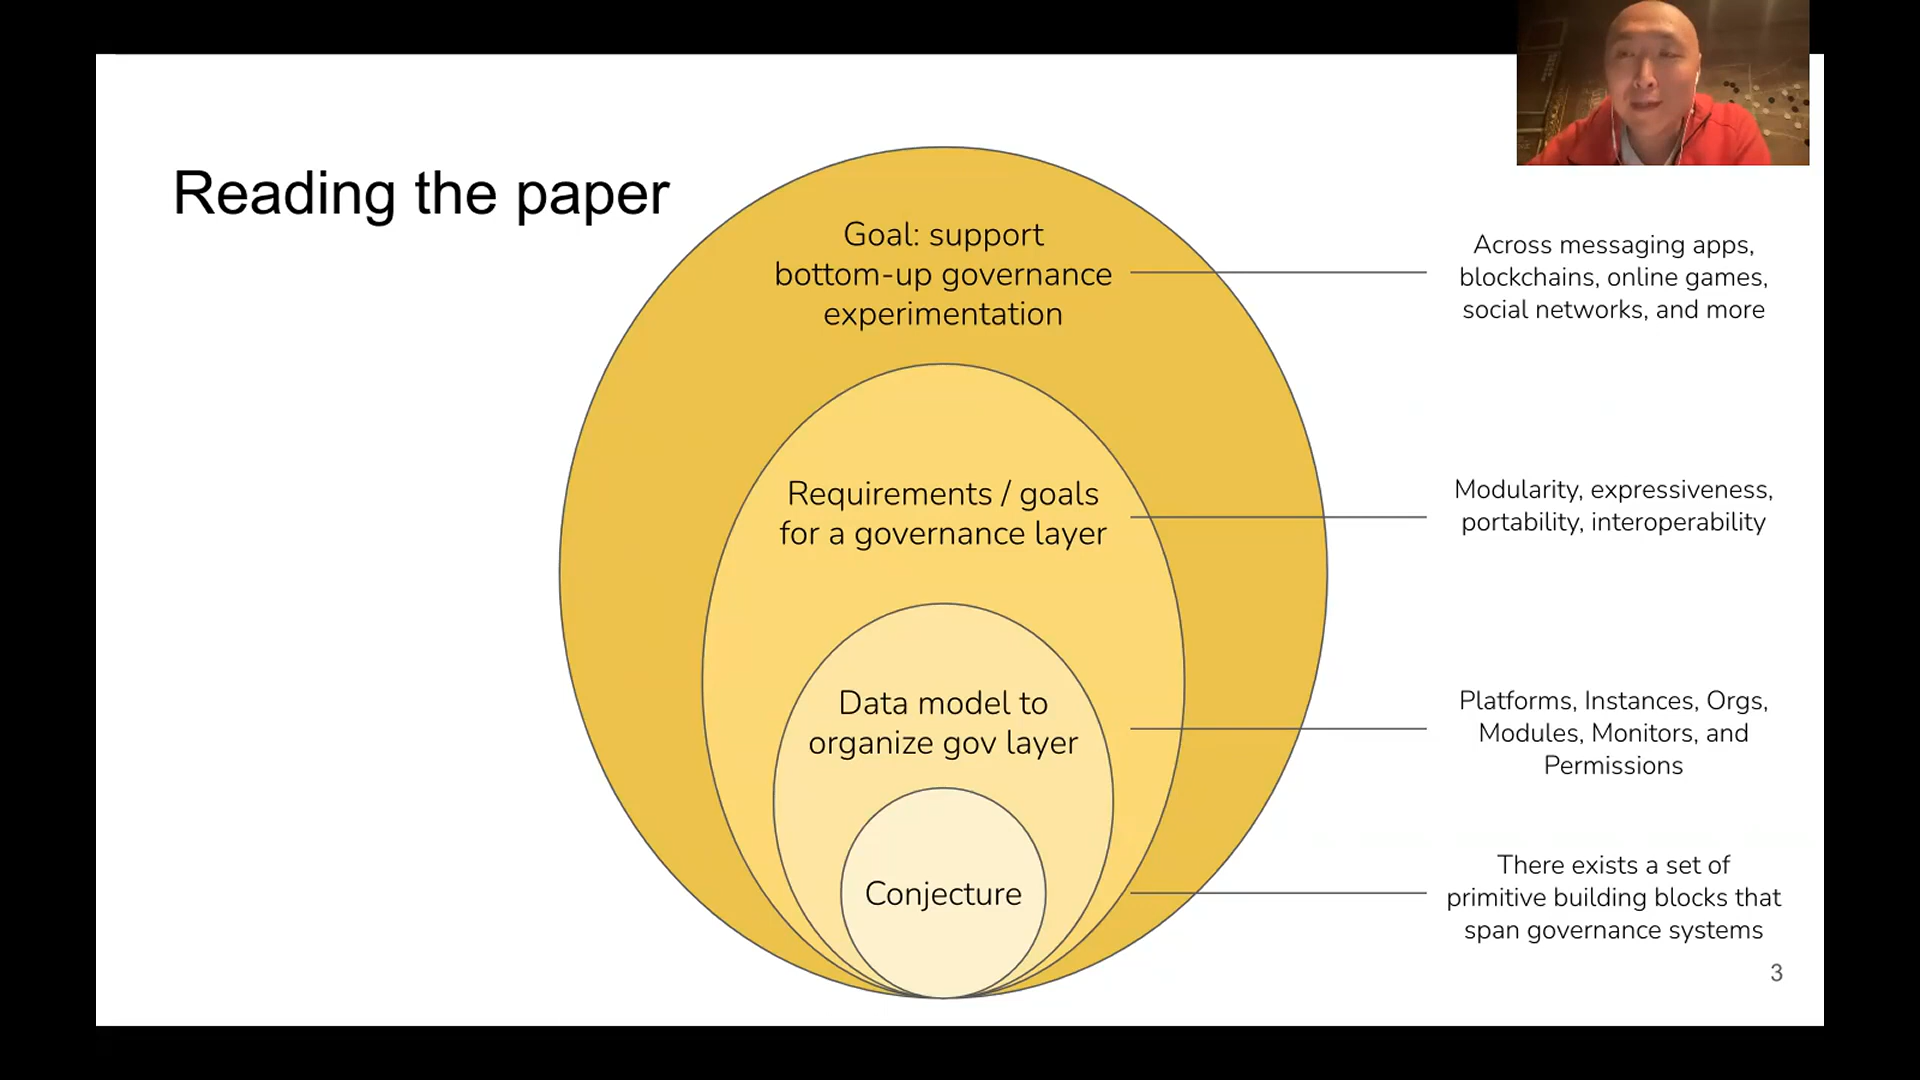 Reading the paper
Goal: support
bottom-up governance
experimentation
Across messaging apps,
blockchains, online games,
social networks, and more
Requirements / goals
for a governance layer
Modularity, expressiveness,
portability, interoperability
Data model to
organize gov layer
Platforms, Instances, Orgs,
Modules, Monitors, and
Permissions
Conjecture
There exists a set of
primitive building blocks that
span governance systems
3